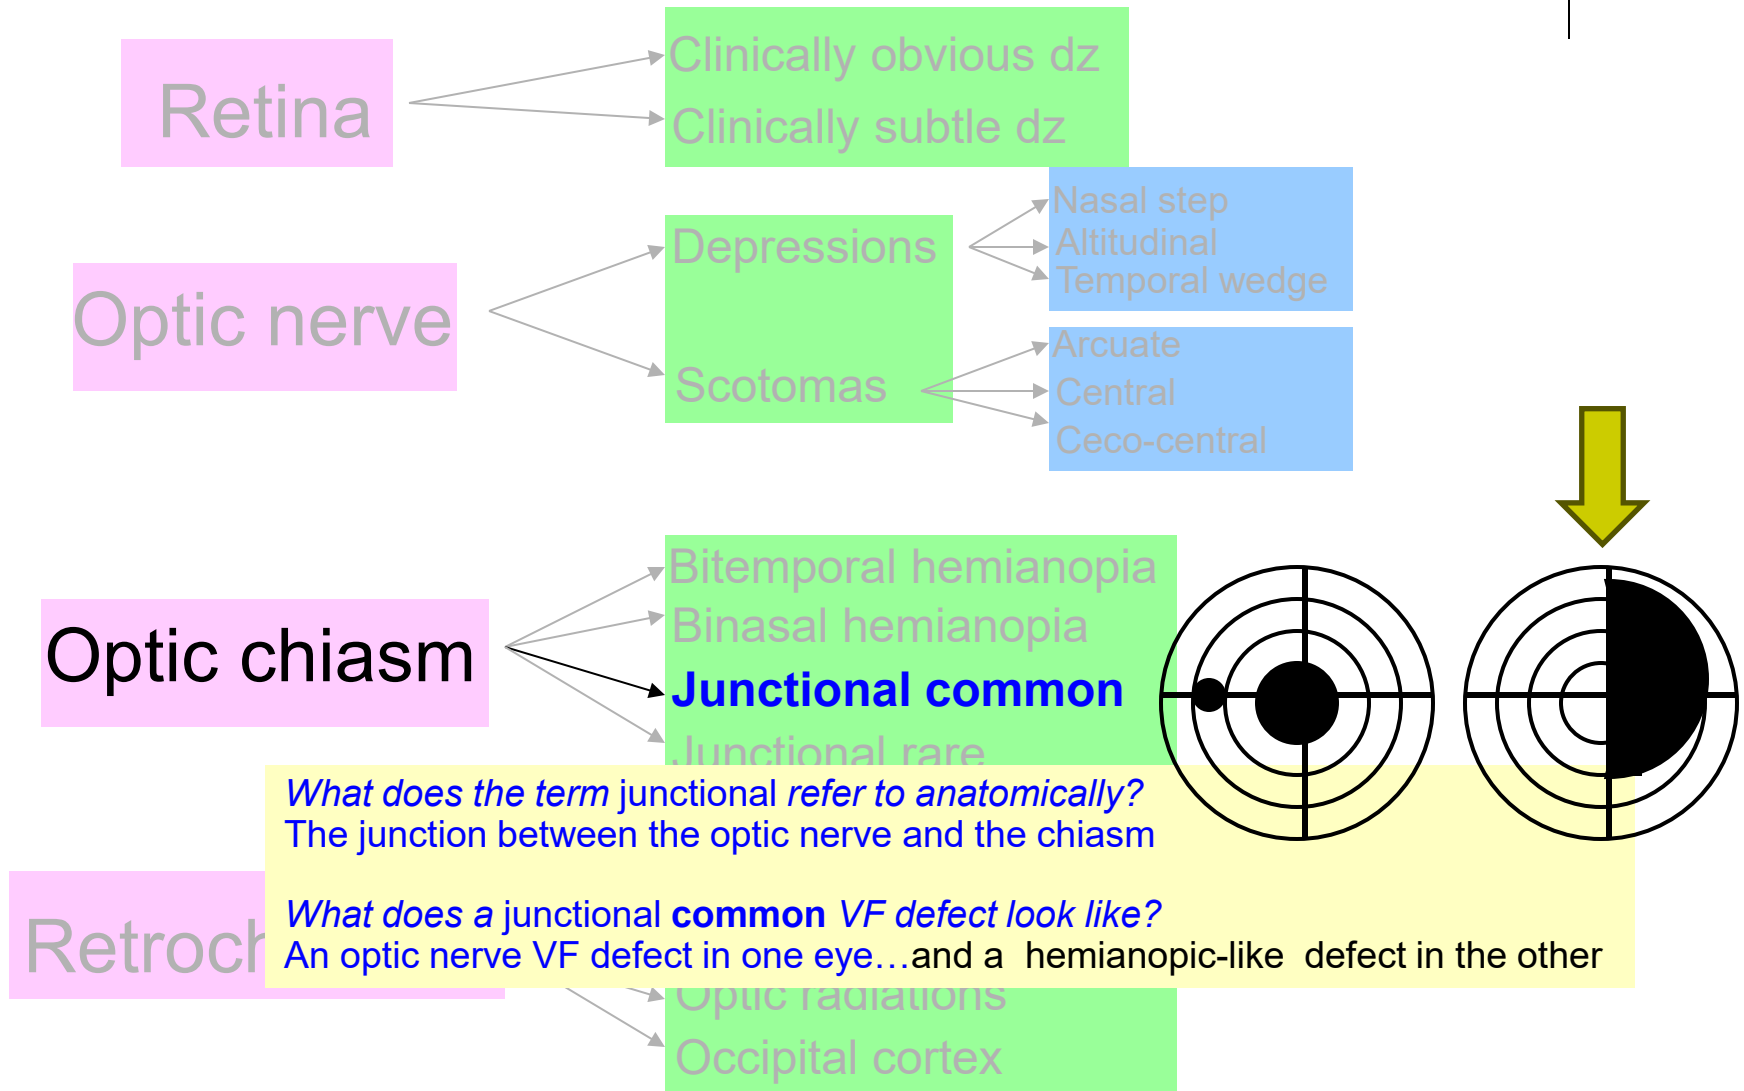 Retina
Clinically obvious dz
Clinically subtle dz
Optic nerve
Depressions
Nasal step
Altitudinal
Temporal wedge
Scotomas
Arcuate
Central
Ceco-central
Optic chiasm
Bitemporal hemianopia
Binasal hemianopia
Junctional common
Junctional rare
What does the term junctional refer to anatomically?
The junction between the optic nerve and the chiasm
What does a junctional common VF defect look like?
An optic nerve VF defect in one eye…and a hemianopic-like defect in the other
Optic radiations
Occipital cortex